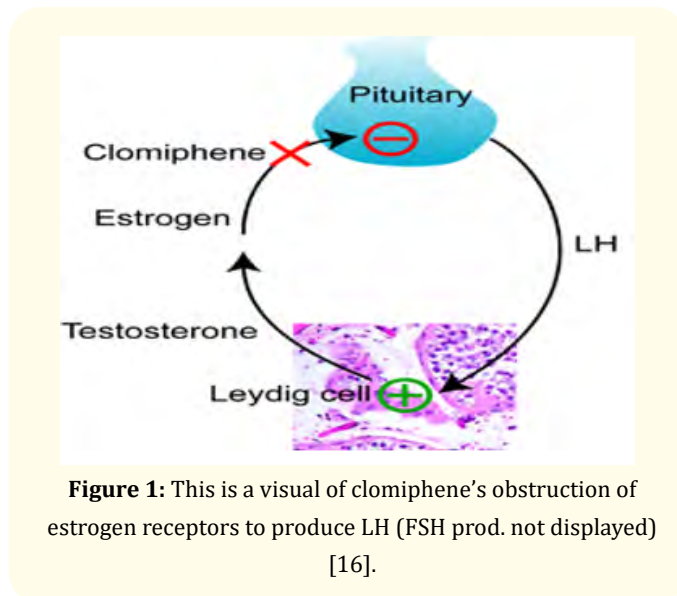 Pituitary
Clomiphene
Estrogen
LH
Testosterone
Leydig cell
Figure 1: This is a visual of clomiphene’s obstruction of
estrogen receptors to produce LH (FSH prod. not displayed)
[16].